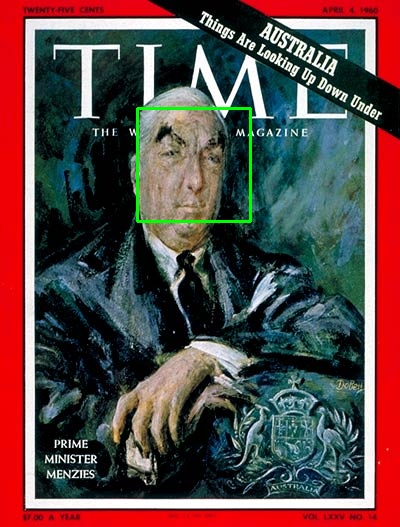 TWENTY-FIVE CENTS
APRIL 4, 1960
AUSTRALIA
Things Are Looking Up Down Under
TIME
THE W MAGAZINE
PRIME
MINISTER
MENZIES
AUSTRALIA
$7.00 A YEAR
VOL. LXXV NO. 14